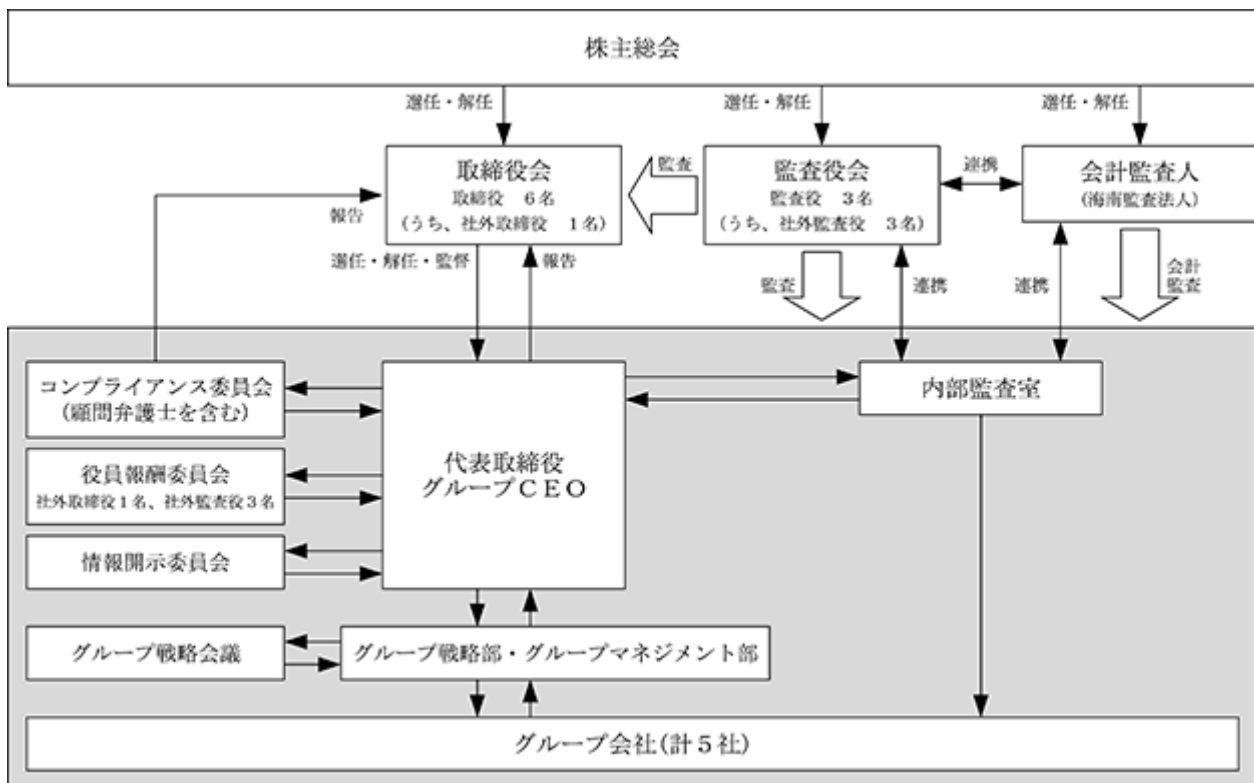 株主総会
選任・解任
選任・解任
選任・解任
取締役会
取締役　６名
(うち、社外取締役　１名)
監査
監査役会
監査役　３名
(うち、社外監査役　３名)
連携
会計監査人
(海南監査法人)
報告
選任・解任・監督
報告
監査
連携
連携
会計
監査
コンプライアンス委員会
(顧問弁護士を含む)
代表取締役
グループＣＥＯ
内部監査室
役員報酬委員会
社外取締役１名、社外監査役３名
情報開示委員会
グループ戦略会議
グループ戦略部・グループマネジメント部
グループ会社(計５社)